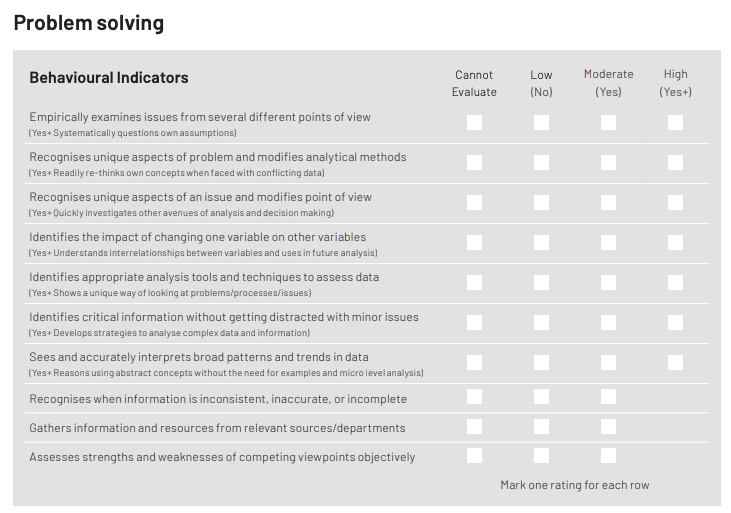 Problem solving
Behavioural Indicators
Cannot Evaluate
Low (No)
Moderate (Yes)
High (Yes+)
Empirically examines issues from several different points of view
(Yes+ Systematically questions own assumptions)
Recognises unique aspects of problem and modifies analytical methods
(Yes+ Readily re-thinks own concepts when faced with conflicting data)
Recognises unique aspects of an issue and modifies point of view
(Yes+ Quickly investigates other avenues of analysis and decision making)
Identifies the impact of changing one variable on other variables
(Yes+ Understands interrelationships between variables and uses in future analysis)
Identifies appropriate analysis tools and techniques to assess data
(Yes+ Shows a unique way of looking at problems/processes/issues)
Identifies critical information without getting distracted with minor issues
(Yes+ Develops strategies to analyse complex data and information)
Sees and accurately interprets broad patterns and trends in data
(Yes+ Reasons using abstract concepts without the need for examples and micro level analysis)
Recognises when information is inconsistent, inaccurate, or incomplete
Gathers information and resources from relevant sources/departments
Assesses strengths and weaknesses of competing viewpoints objectively
Mark one rating for each row